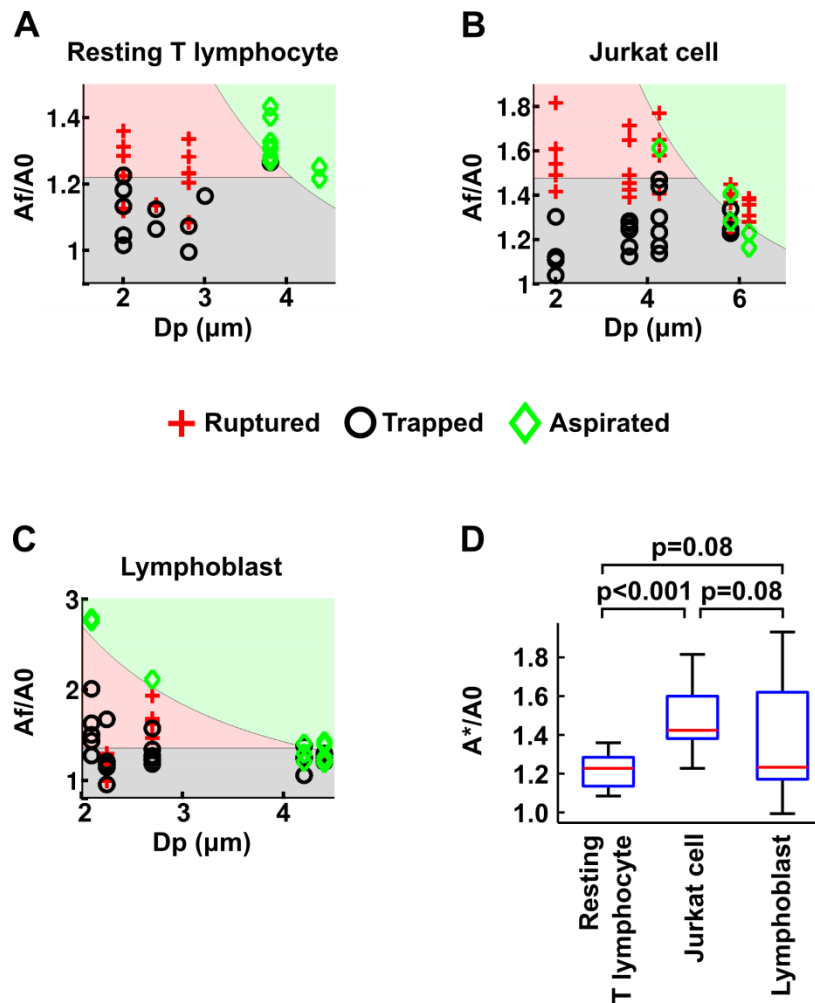 A
Resting T lymphocyte
Af/A0
1.4
1.2
1
2
3
4
Dp (µm)
B
Jurkat cell
Af/A0
1.8
1.6
1.4
1.2
1
2
4
6
Dp (µm)
Ruptured
Trapped
Aspirated
C
Lymphoblast
Af/A0
3
2
1
2
3
4
Dp (µm)
D
p=0.08
p<0.001
p=0.08
A*/A0
1.8
1.6
1.4
1.2
1.0
Resting
T lymphocyte
Jurkat cell
Lymphoblast